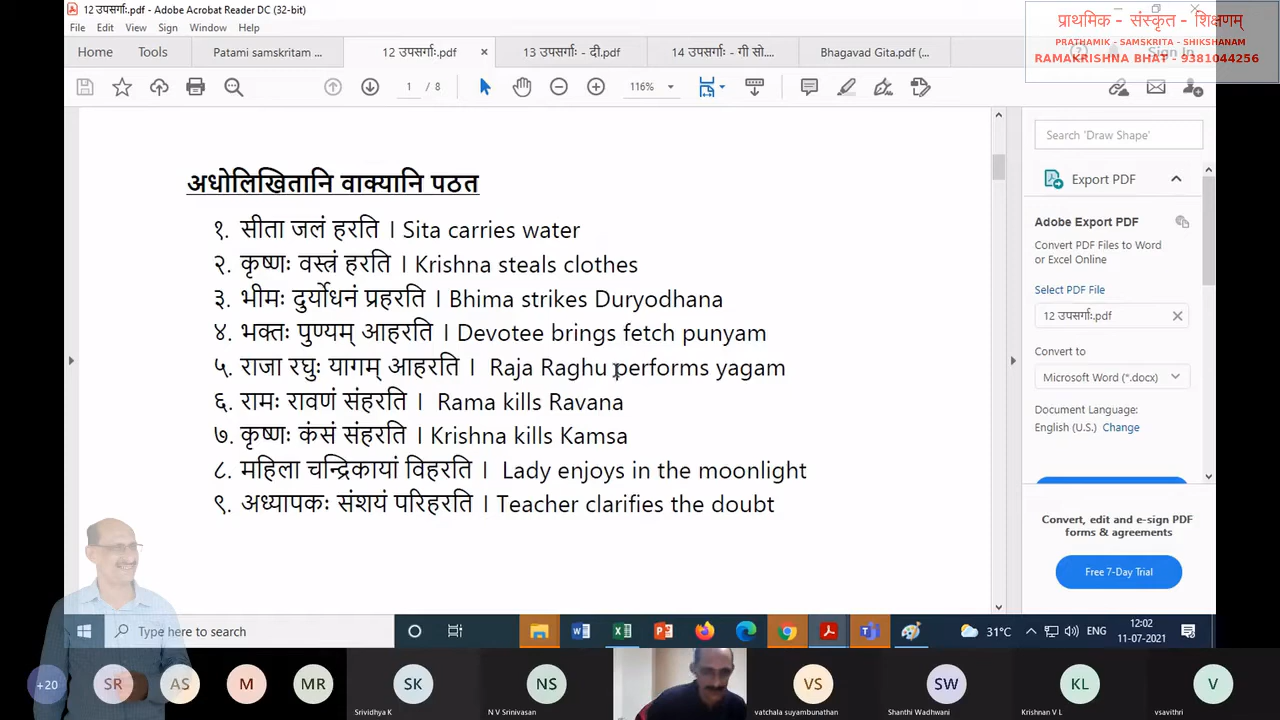 12 उपसर्गाः.pdf - Adobe Acrobat Reader DC (32-bit)
File Edit View Sign Window Help
Home Tools Patami samskritam ... 12 उपसर्गाः.pdf × 13 उपसर्गाः - दी.pdf 14 उपसर्गाः - गी सो.... Bhagavad Gita.pdf (... Sign In
प्राथमिक - संस्कृत - शिक्षणम्
PRATHAMIK - SAMSKRITA - SHIKSHANAM
RAMAKRISHNA BHAT - 9381044256
1 / 8 116%
अधोलिखितानि वाक्यानि पठत
१. सीता जलं हरति । Sita carries water
२. कृष्णः वस्त्रं हरति । Krishna steals clothes
३. भीमः दुर्योधनं प्रहरति । Bhima strikes Duryodhana
४. भक्तः पुण्यम् आहरति । Devotee brings fetch punyam
५. राजा रघुः यागम् आहरति । Raja Raghu performs yagam
६. रामः रावणं संहरति । Rama kills Ravana
७. कृष्णः कंसं संहरति । Krishna kills Kamsa
८. महिला चन्द्रिकायां विहरति । Lady enjoys in the moonlight
९. अध्यापकः संशयं परिहरति । Teacher clarifies the doubt
Search 'Draw Shape'
Export PDF
Adobe Export PDF
Convert PDF Files to Word
or Excel Online
Select PDF File
12 उपसर्गाः.pdf
Convert to
Microsoft Word (*.docx)
Document Language:
English (U.S.) Change
Convert, edit and e-sign PDF
forms & agreements
Free 7-Day Trial
Type here to search
31°C ENG
12:02
11-07-2021
+20 SR AS M MR SK NS VS SW KL V
Srividhya K N V Srinivasan vatchala suyambunathan Shanthi Wadhwani Krishnan V L vsavithri